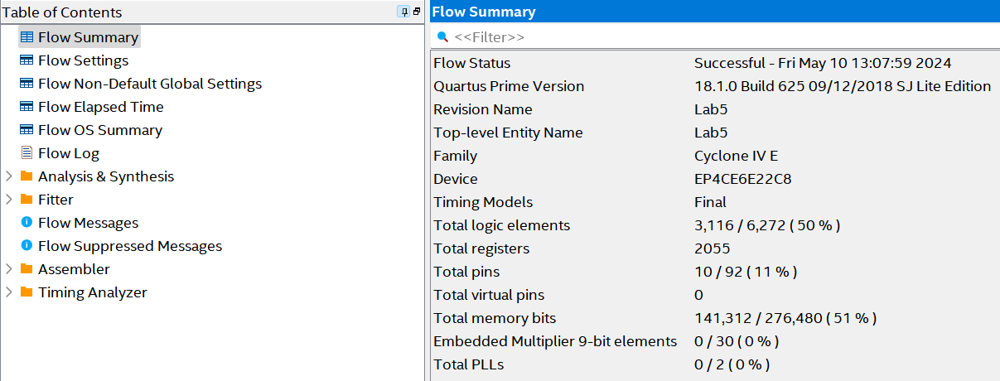 Table of Contents
Flow Summary
Flow Settings
Flow Non-Default Global Settings
Flow Elapsed Time
Flow OS Summary
Flow Log
Analysis & Synthesis
Fitter
Flow Messages
Flow Suppressed Messages
Assembler
Timing Analyzer
Flow Summary
<<Filter>>
Flow Status Successful - Fri May 10 13:07:59 2024
Quartus Prime Version 18.1.0 Build 625 09/12/2018 SJ Lite Edition
Revision Name Lab5
Top-level Entity Name Lab5
Family Cyclone IV E
Device EP4CE6E22C8
Timing Models Final
Total logic elements 3,116 / 6,272 ( 50 % )
Total registers 2055
Total pins 10 / 92 ( 11 % )
Total virtual pins 0
Total memory bits 141,312 / 276,480 ( 51 % )
Embedded Multiplier 9-bit elements 0 / 30 ( 0 % )
Total PLLs 0 / 2 ( 0 % )